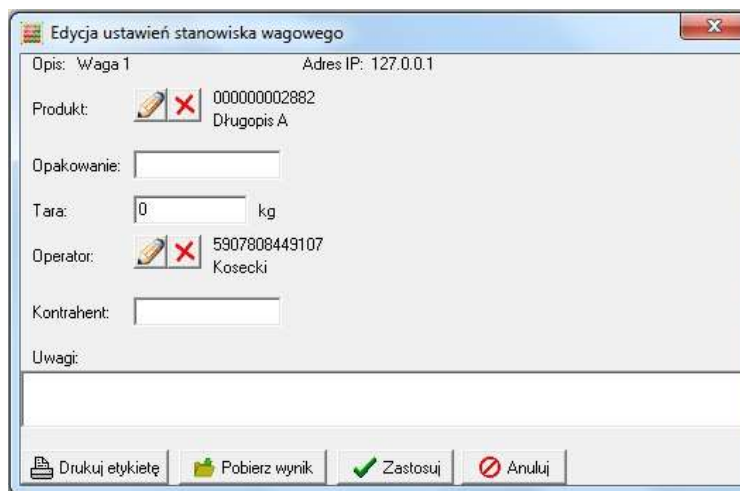 Edycja ustawień stanowiska wagowego
Opis: Waga 1 Adres IP: 127.0.0.1
Produkt: 000000002882
Długopis A
Opakowanie:
Tara: 0 kg
Operator: 5907808449107
Kosecki
Kontrahent:
Uwagi:
Drukuj etykietę Pobierz wynik Zastosuj Anuluj